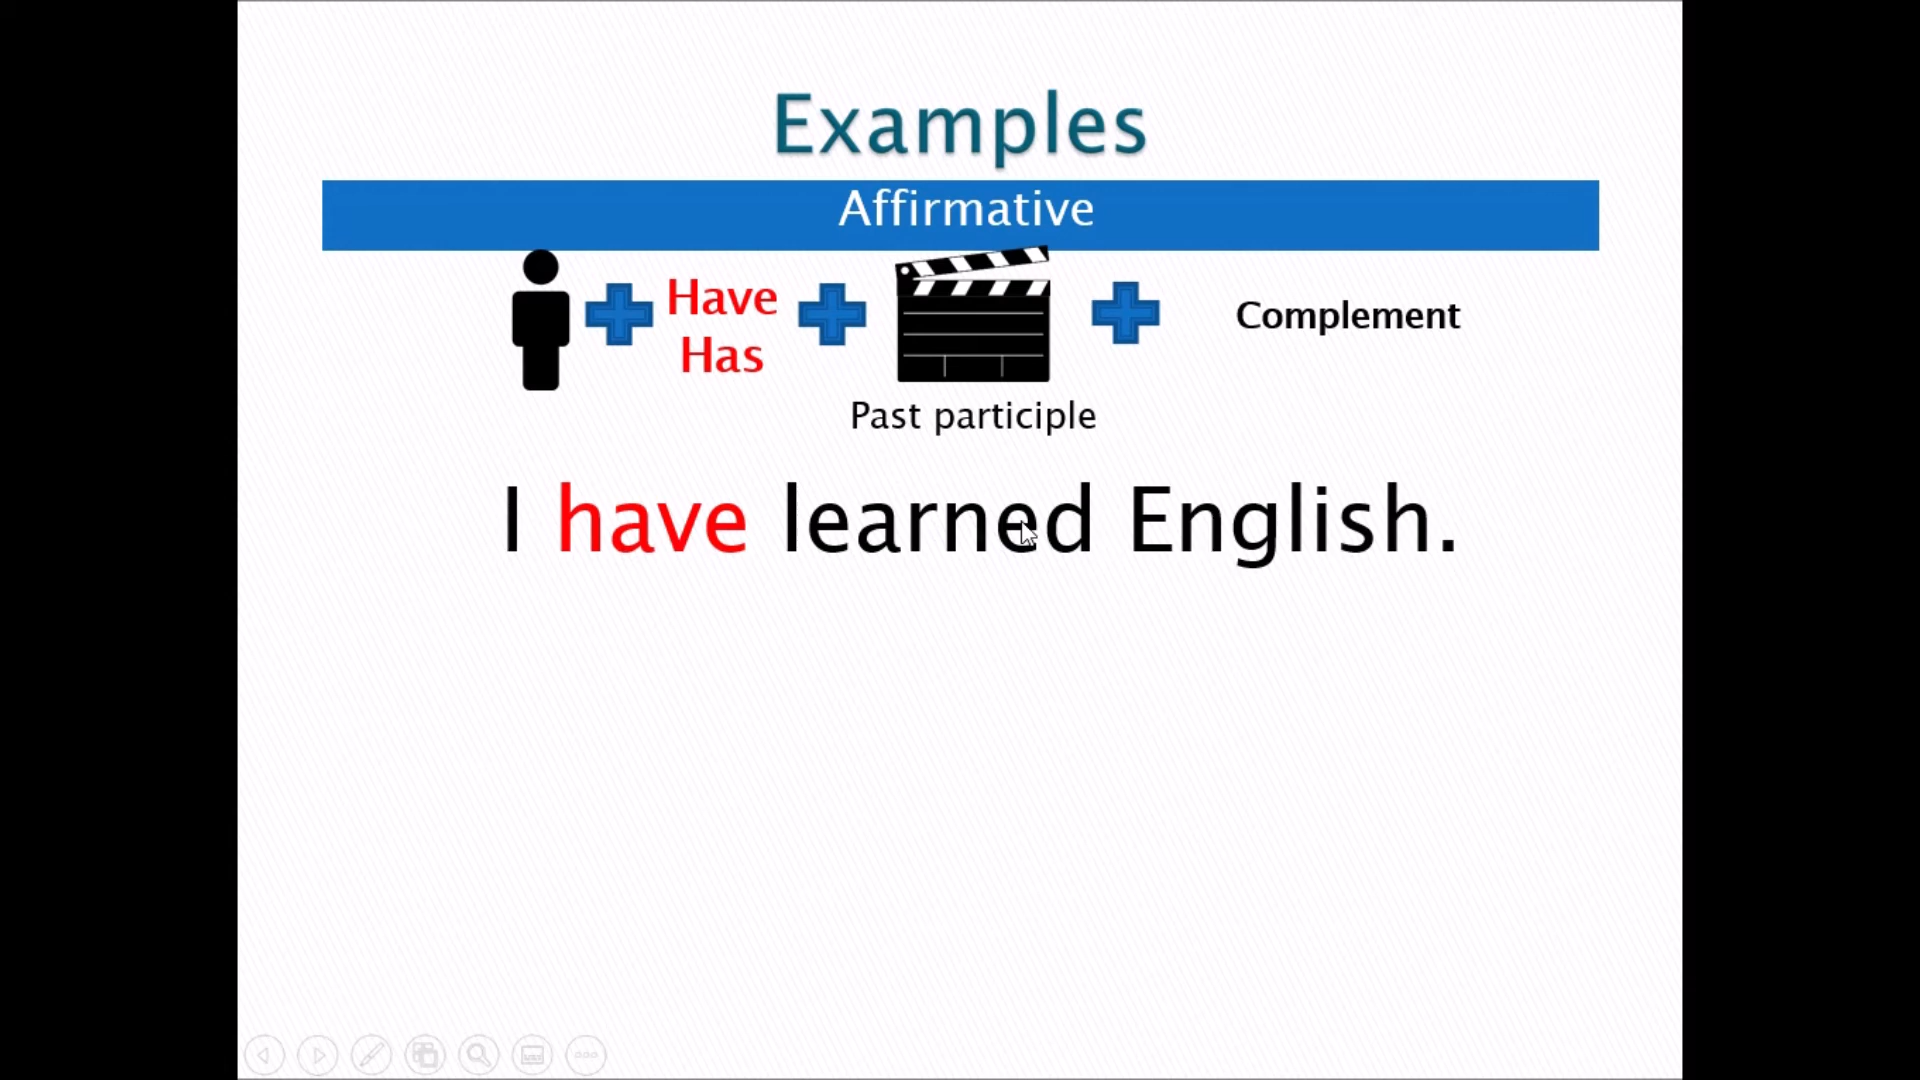 Examples
Affirmative
Have
Has
Complement
Past participle
I have learned English.